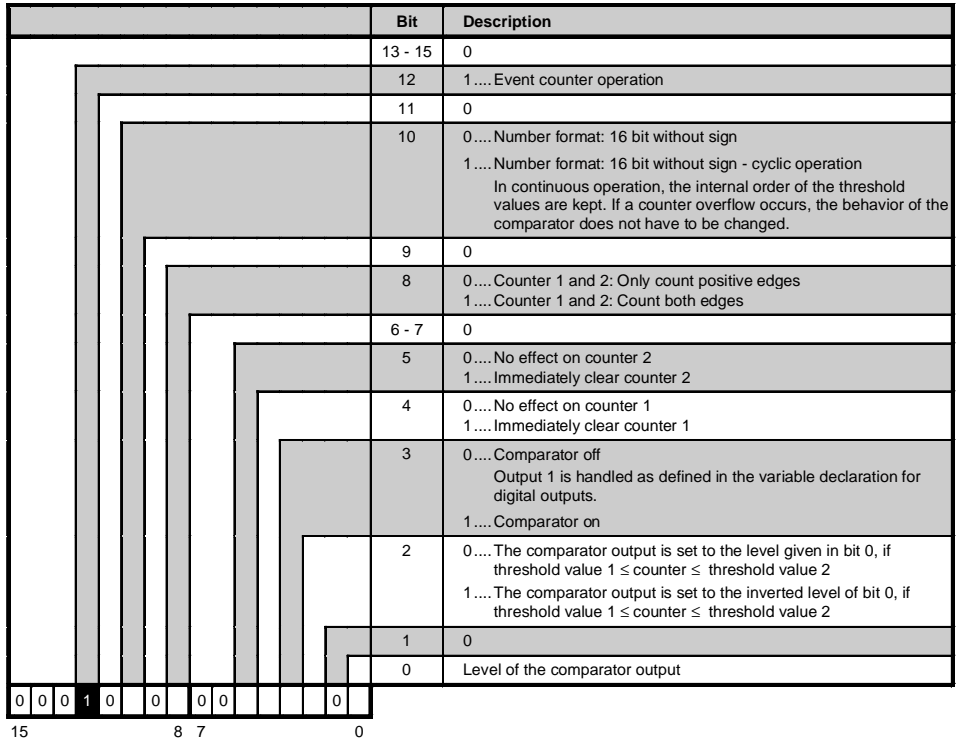 Bit Description
13 - 15 0
12 1....Event counter operation
11 0
10 0....Number format: 16 bit without sign
1....Number format: 16 bit without sign - cyclic operation
In continuous operation, the internal order of the threshold
values are kept. If a counter overflow occurs, the behavior of the
comparator does not have to be changed.
9 0
8 0....Counter 1 and 2: Only count positive edges
1....Counter 1 and 2: Count both edges
6 - 7 0
5 0....No effect on counter 2
1....Immediately clear counter 2
4 0....No effect on counter 1
1....Immediately clear counter 1
3 0....Comparator off
Output 1 is handled as defined in the variable declaration for
digital outputs.
1....Comparator on
2 0....The comparator output is set to the level given in bit 0, if
threshold value 1 ≤ counter ≤ threshold value 2
1....The comparator output is set to the inverted level of bit 0, if
threshold value 1 ≤ counter ≤ threshold value 2
1 0
0 Level of the comparator output
0 0 0 1 0 0 0 0 0
15 8 7 0